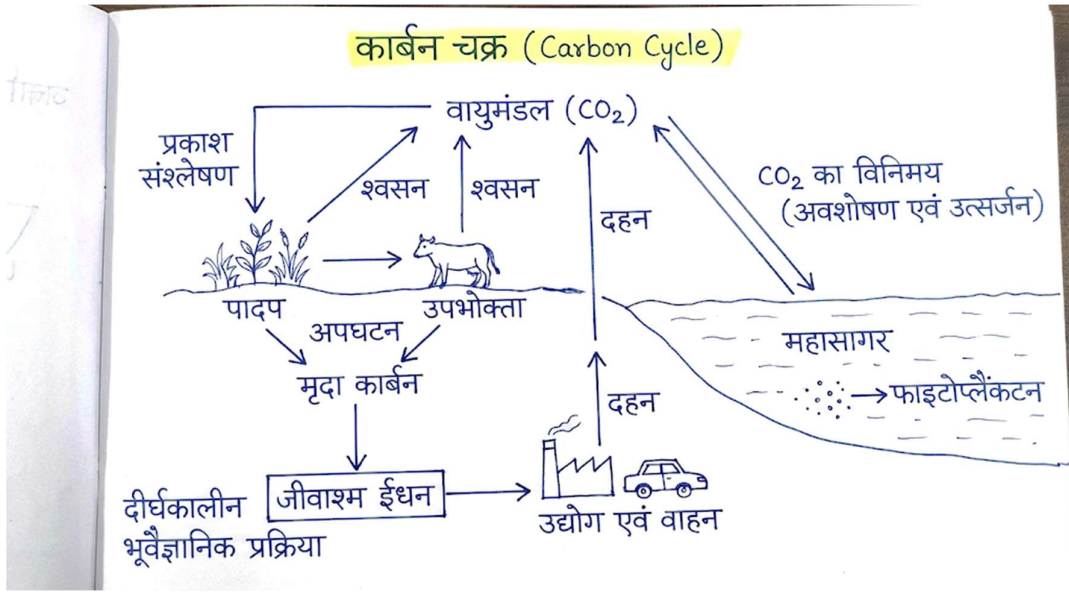 कार्बन चक्र (Carbon Cycle)
वायुमंडल (CO₂)
प्रकाश
संश्लेषण
श्वसन
श्वसन
दहन
CO₂ का विनिमय
(अवशोषण एवं उत्सर्जन)
पादप
उपभोक्ता
अपघटन
मृदा कार्बन
महासागर
फाइटोप्लैंकटन
दहन
जीवाश्म ईधन
दीर्घकालीन
भूवैज्ञानिक प्रक्रिया
उद्योग एवं वाहन